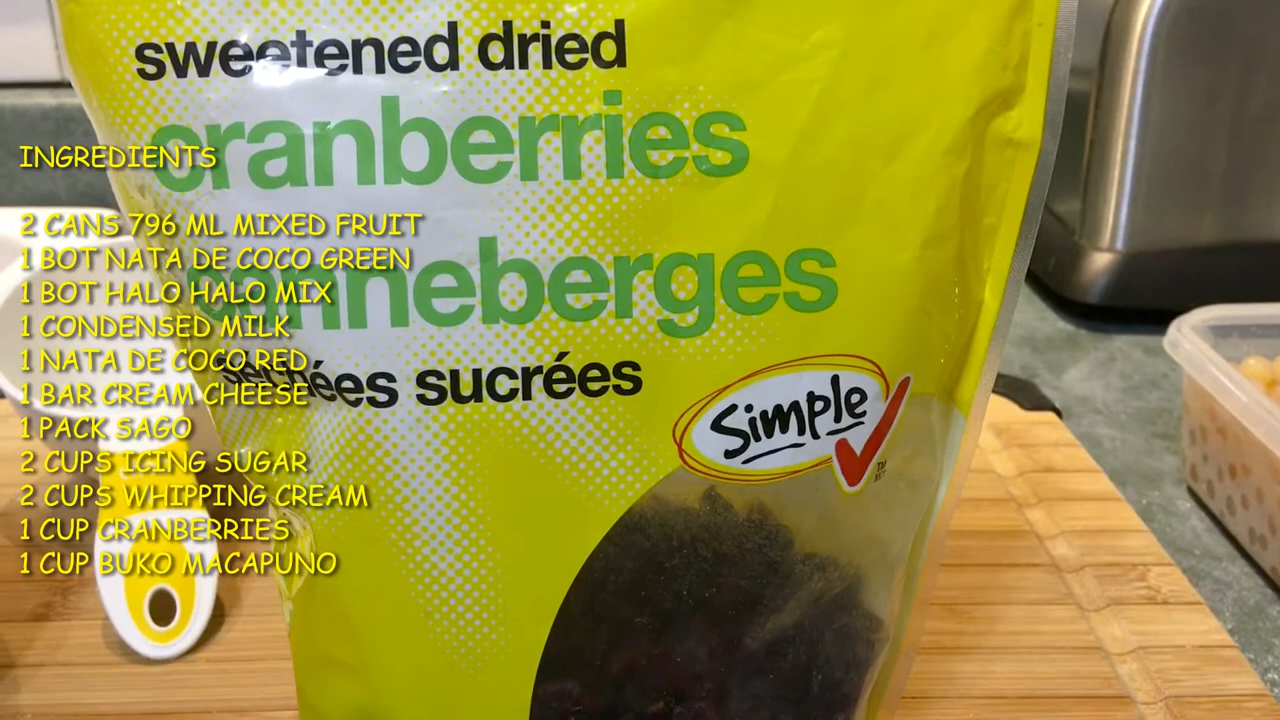 sweetened dried
cranberries
canneberges
séchées sucrées
Simple
INGREDIENTS
2 CANS 796 ML MIXED FRUIT
1 BOT NATA DE COCO GREEN
1 BOT HALO HALO MIX
1 CONDENSED MILK
1 NATA DE COCO RED
1 BAR CREAM CHEESE
1 PACK SAGO
2 CUPS ICING SUGAR
2 CUPS WHIPPING CREAM
1 CUP CRANBERRIES
1 CUP BUKO MACAPUNO